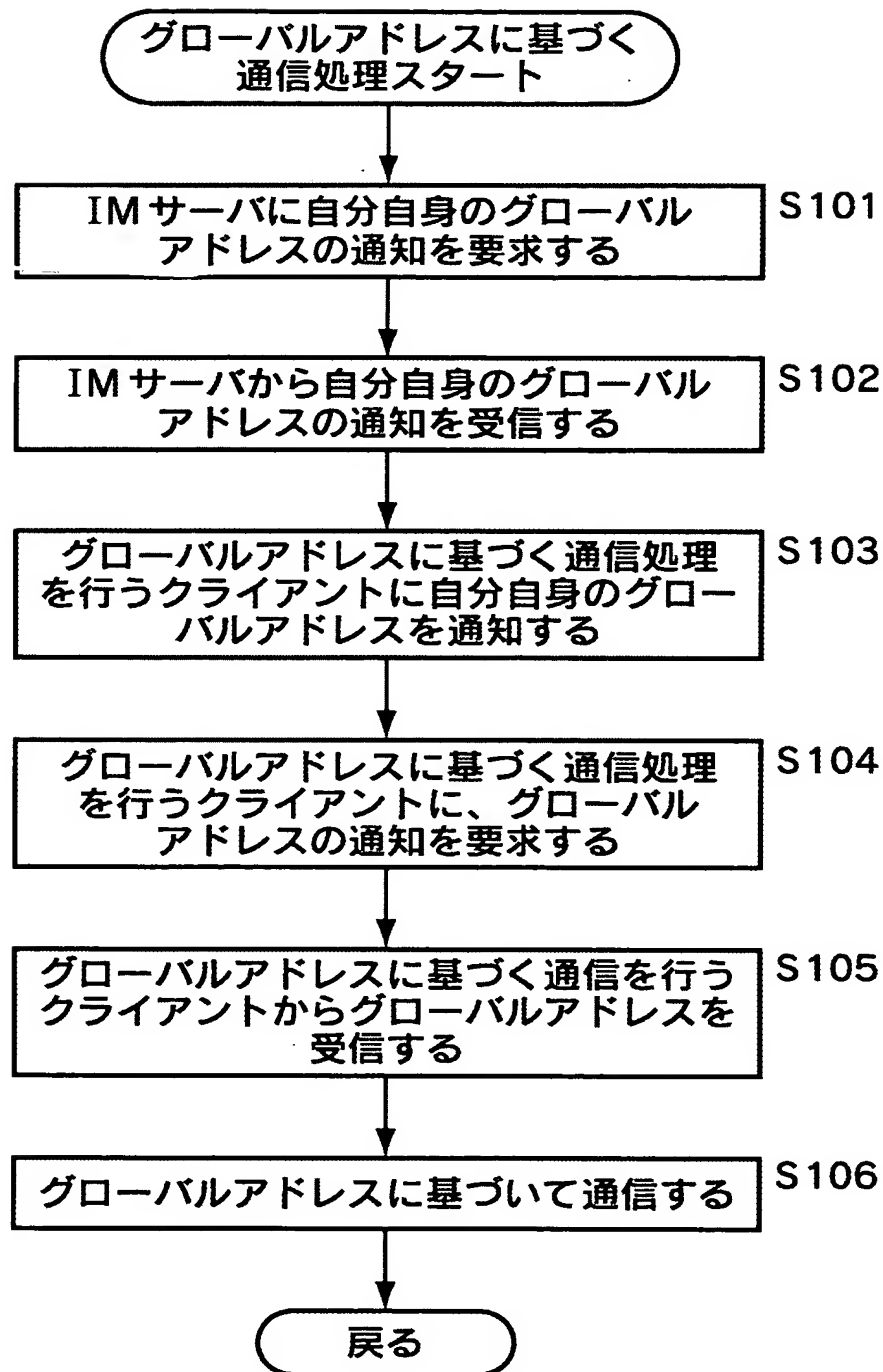 グローバルアドレスに基づく
通信処理スタート
IMサーバに自分自身のグローバル
アドレスの通知を要求する
S101
IMサーバから自分自身のグローバル
アドレスの通知を受信する
S102
グローバルアドレスに基づく通信処理
を行うクライアントに自分自身のグロー
バルアドレスを通知する
S103
グローバルアドレスに基づく通信処理
を行うクライアントに、グローバル
アドレスの通知を要求する
S104
グローバルアドレスに基づく通信を行う
クライアントからグローバルアドレスを
受信する
S105
グローバルアドレスに基づいて通信する
S106
戻る